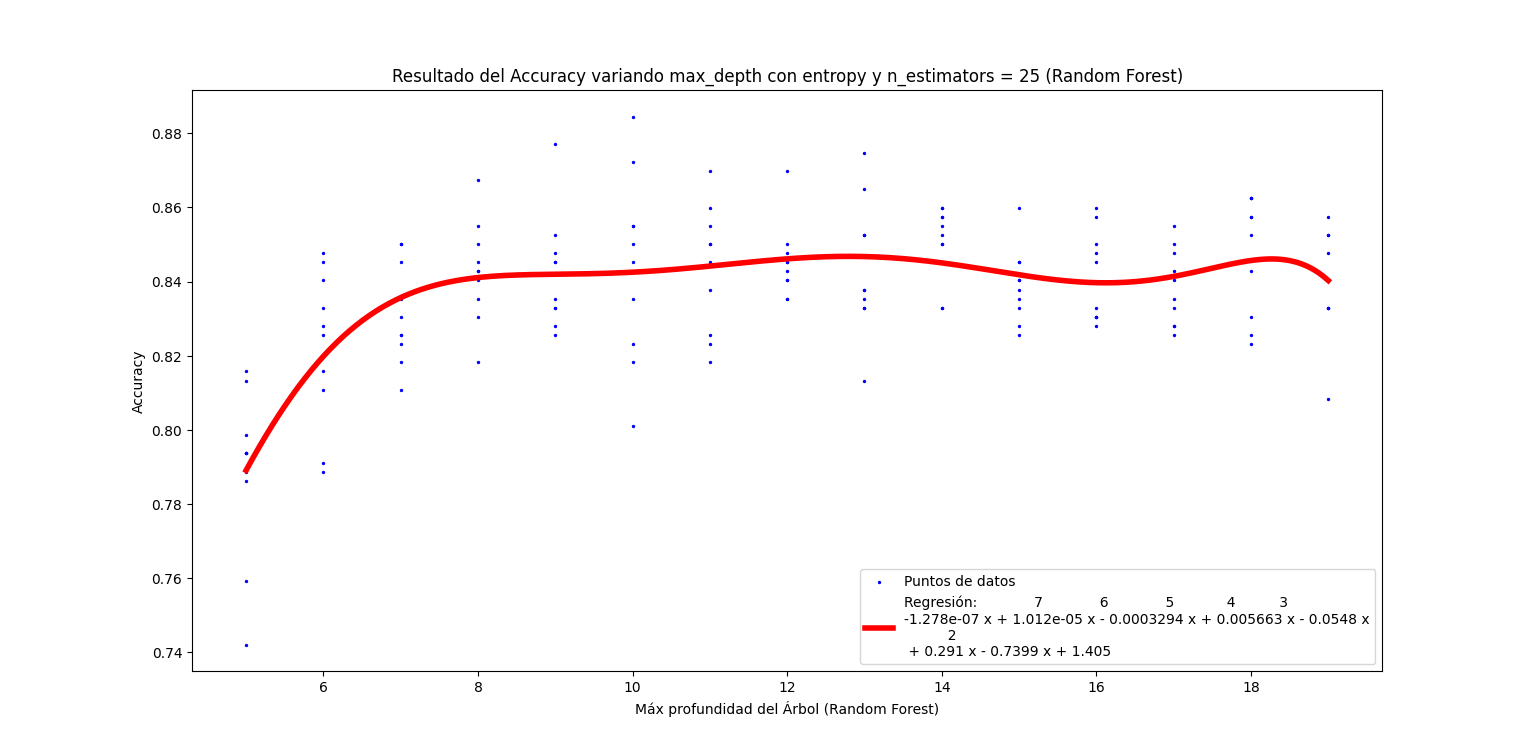 Resultado del Accuracy variando max_depth con entropy y n_estimators = 25 (Random Forest)
0.88
0.86
0.84
0.82
0.80
0.78
0.76
0.74
Accuracy
6 8 10 12 14 16 18
Máx profundidad del Árbol (Random Forest)
Puntos de datos
Regresión: 7 6 5 4 3
-1.278e-07 x + 1.012e-05 x - 0.0003294 x + 0.005663 x - 0.0548 x
2
+ 0.291 x - 0.7399 x + 1.405